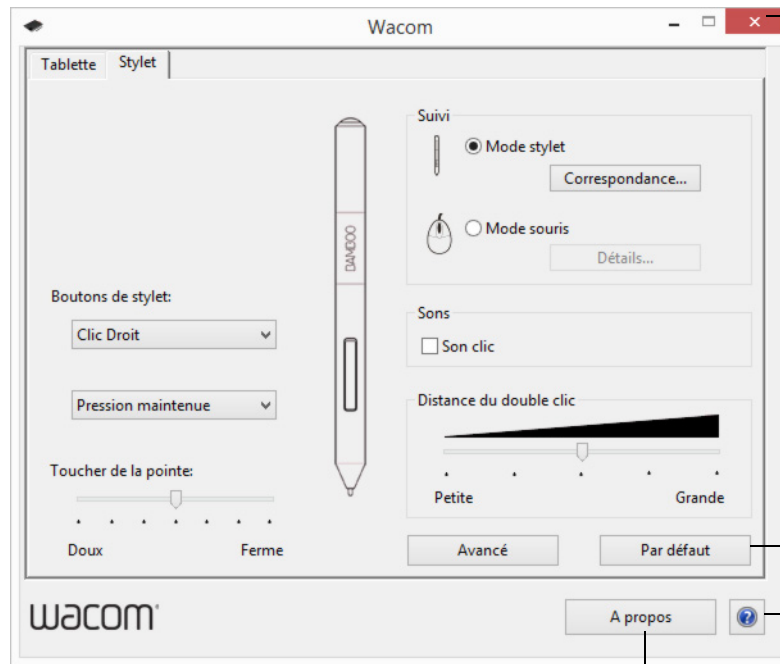 Wacom
Tablette Stylet
Suivi
Mode stylet
Correspondance...
Mode souris
Détails...
BAMBOO
Boutons de stylet:
Clic Droit
Pression maintenue
Toucher de la pointe:
Doux Ferme
Sons
Son clic
Distance du double clic
Petite Grande
Avancé Par défaut
wacom
A propos ?